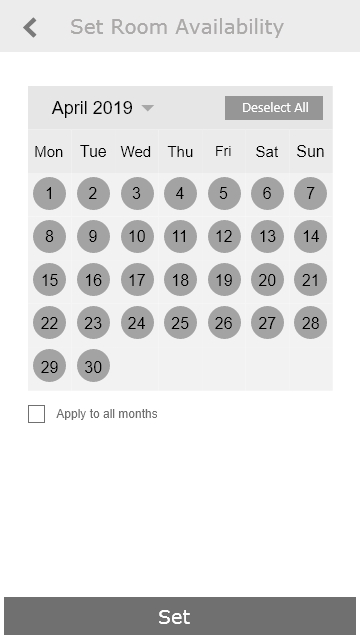 Set Room Availability
April 2019 Deselect All
Mon Tue Wed Thu Fri Sat Sun
1 2 3 4 5 6 7
8 9 10 11 12 13 14
15 16 17 18 19 20 21
22 23 24 25 26 27 28
29 30
Apply to all months
Set